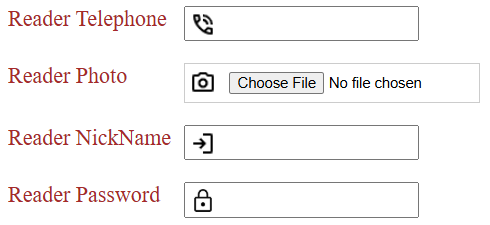 Reader Telephone
Reader Photo Choose File No file chosen
Reader NickName
Reader Password